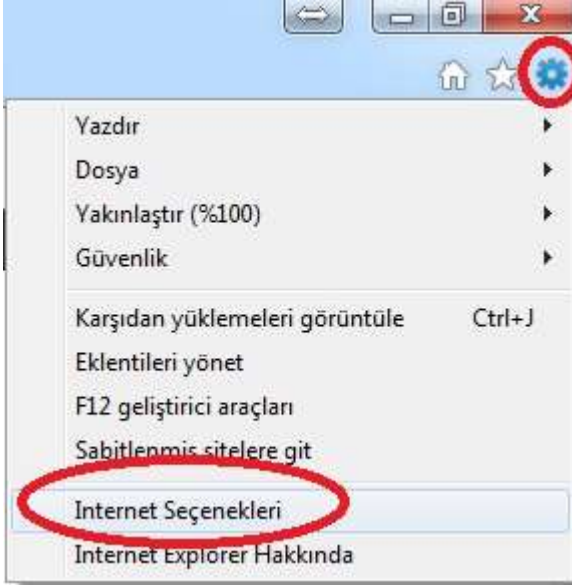 Yazdır
Dosya
Yakınlaştır (%100)
Güvenlik
Karşıdan yüklemeleri görüntüle Ctrl+J
Eklentileri yönet
F12 geliştirici araçları
Sabitlenmiş sitelere git
Internet Seçenekleri
Internet Explorer Hakkında